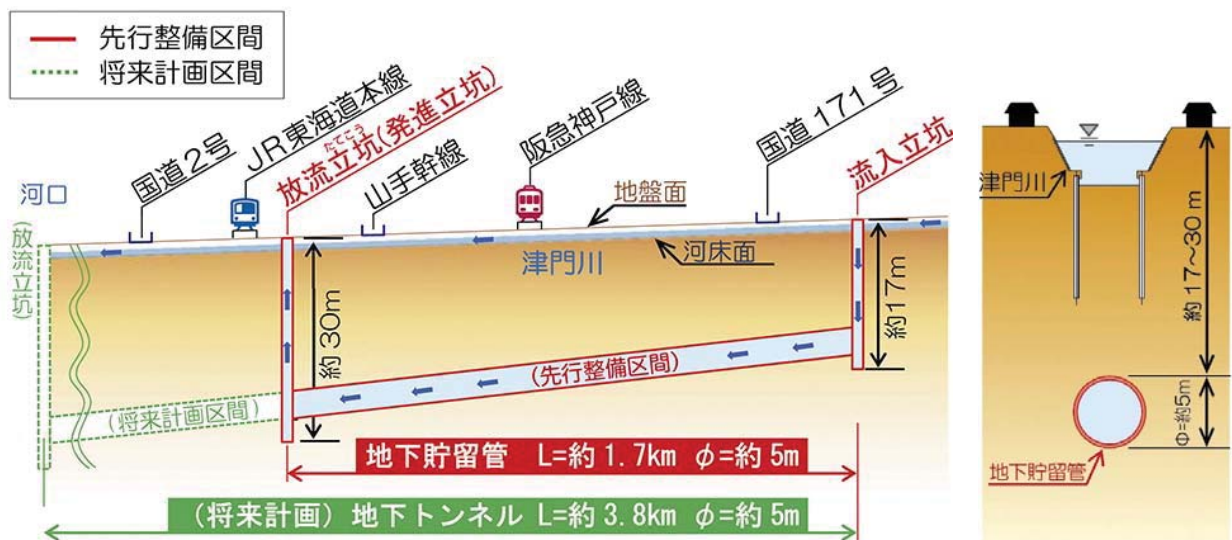 先行整備区間
将来計画区間
国道2号
JR東海道本線
たてこう
放流立坑(発進立坑)
山手幹線
阪急神戸線
国道171号
流入立坑
河口
地盤面
(放流立坑)
津門川
河床面
約30m
約17m
(先行整備区間)
(将来計画区間)
地下貯留管 L=約1.7km φ=約5m
(将来計画)地下トンネル L=約3.8km φ=約5m
津門川
約17~30m
Φ=約5m
地下貯留管